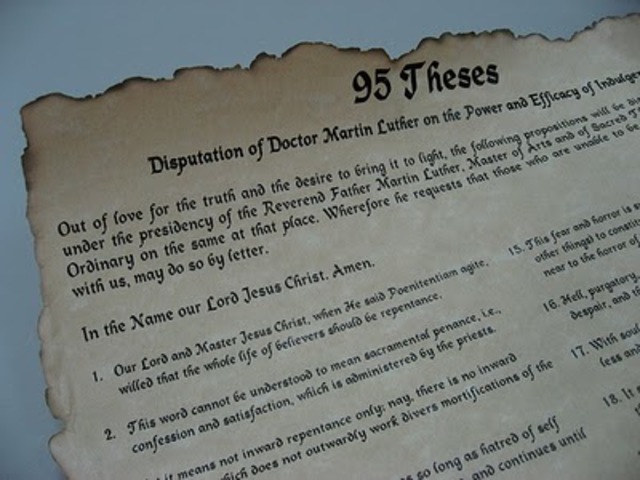 95 Theses
Disputation of Doctor Martin Luther on the Power and Efficacy of
Out of love for the truth and the desire to bring it to light, the following propositions will be
under the presidency of the Reverend Father Martin Luther, Master of Arts and of Sacred
Ordinary on the same at that place. Wherefore he requests that those who are unable to
with us, may do so by letter.
In the Name our Lord Jesus Christ. Amen.
1. Our Lord and Master Jesus Christ, when He said Poenitentiam agite,
willed that the whole life of believers should be repentance.
2. This word cannot be understood to mean sacramental penance, i.e.,
confession and satisfaction, which is administered by the priests.
it means not inward repentance only; nay, there is no inward
which does not outwardly work divers mortifications of the
so long as hatred of self
and continues until
15. This fear and horror is
other things) to
near to the horror of
16. Hell, purgatory,
despair, and
17. With
less and
18. It